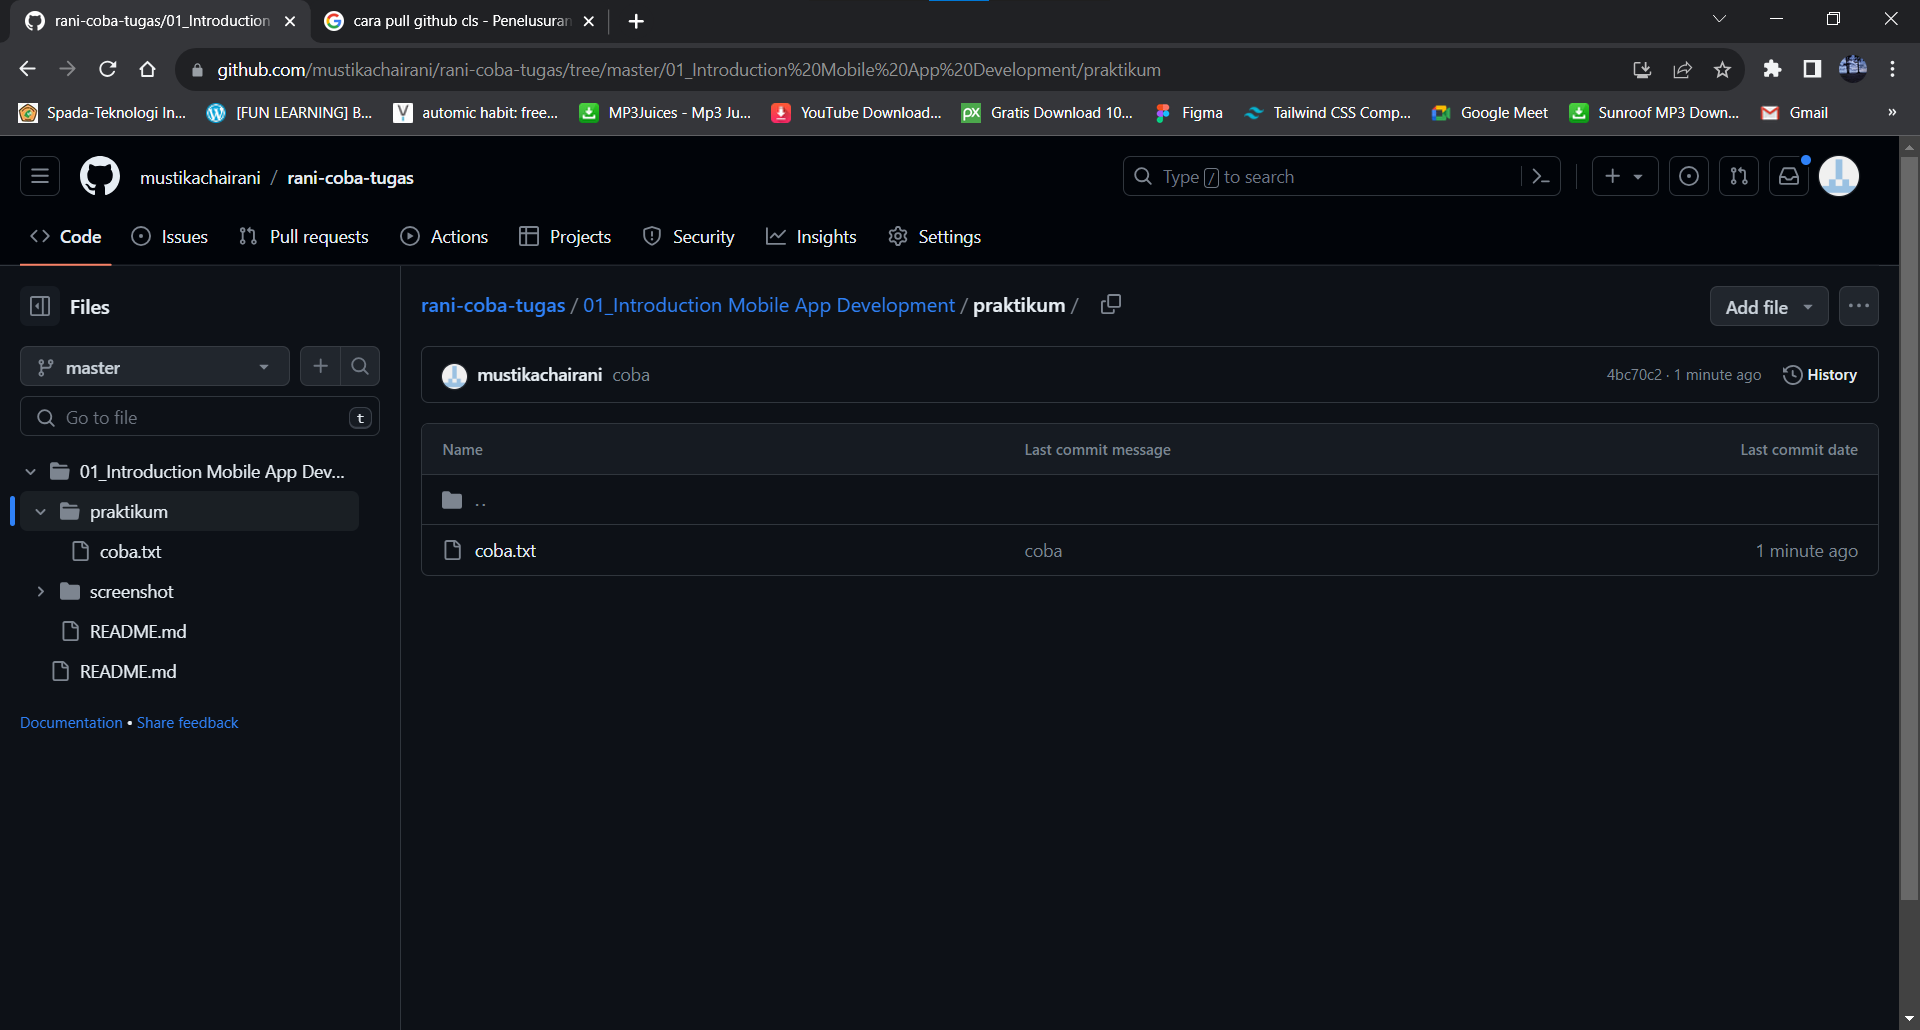 rani-coba-tugas/01_Introduction
cara pull github cls - Penelusuran
github.com/mustikachairani/rani-coba-tugas/tree/master/01_Introduction%20Mobile%20App%20Development/praktikum
Spada-Teknologi In... [FUN LEARNING] B... automic habit: free... MP3Juices - Mp3 Ju... YouTube Download... Gratis Download 10... Figma Tailwind CSS Comp... Google Meet Sunroof MP3 Down... Gmail »
mustikachairani / rani-coba-tugas
Type / to search
Code Issues Pull requests Actions Projects Security Insights Settings
Files
rani-coba-tugas / 01_Introduction Mobile App Development / praktikum /
Add file
master
mustikachairani coba
4bc70c2 · 1 minute ago History
Go to file t
Name Last commit message Last commit date
01_Introduction Mobile App Dev...
..
praktikum
coba.txt
coba.txt coba 1 minute ago
screenshot
README.md
README.md
Documentation • Share feedback